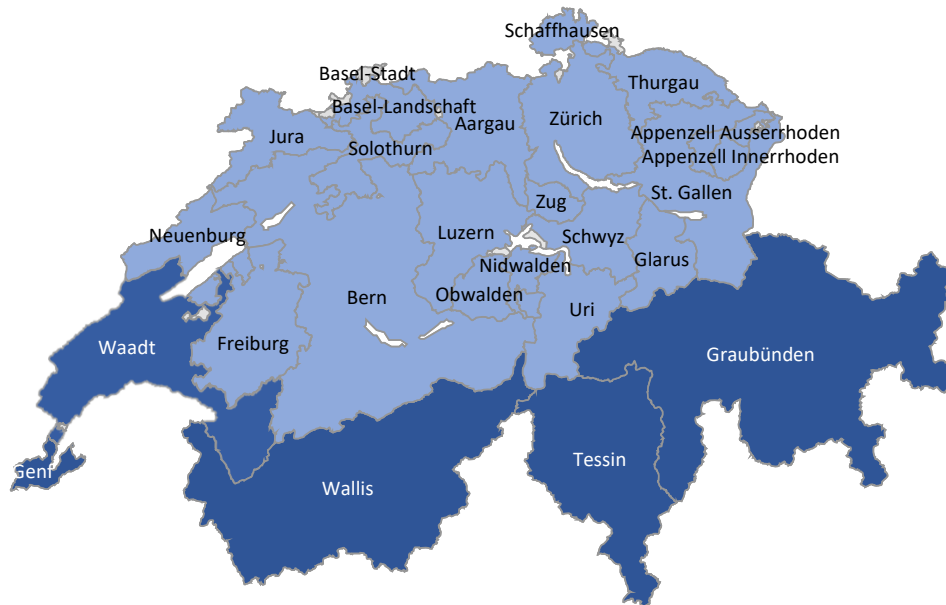 Schaffhausen
Basel-Stadt
Thurgau
Basel-Landschaft
Aargau
Zürich
Jura
Solothurn
Appenzell Ausserrhoden
Appenzell Innerrhoden
St. Gallen
Zug
Neuenburg
Luzern
Schwyz
Nidwalden
Glarus
Obwalden
Bern
Uri
Waadt
Freiburg
Graubünden
Genf
Wallis
Tessin